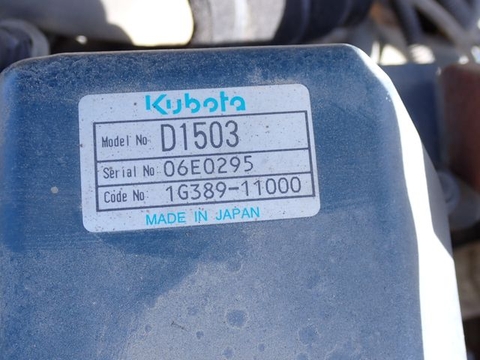 Kubota
Model No D1503
Serial No 06E0295
Code No 1G389-11000
MADE IN JAPAN